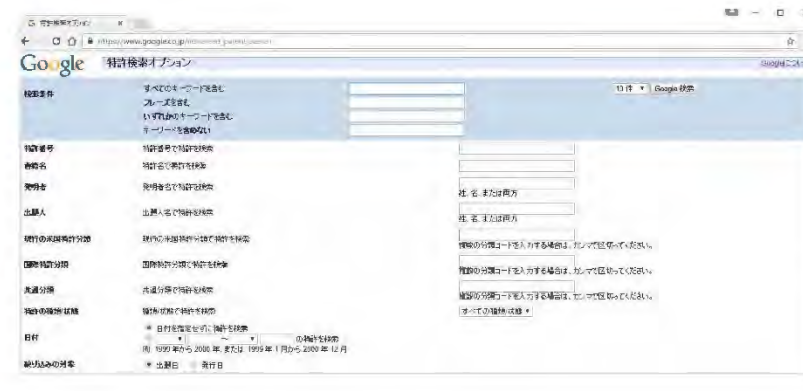 G 特許検索オプション ×
https://www.google.co.jp/advanced_patent_search
Google 特許検索オプション
検索条件 すべてのキーワードを含む 10 件 Google 検索
フレーズを含む
いずれかのキーワードを含む
キーワードを含めない
特許番号 特許番号で特許を検索
書類名 特許名で特許を検索
発明者 発明者名で特許を検索
姓、名、または両方
出願人 出願人名で特許を検索
姓、名、または両方
現行の米国特許分類 現行の米国特許分類で特許を検索
複数の分類コードを入力する場合は、カンマで区切ってください。
国際特許分類 国際特許分類で特許を検索
複数の分類コードを入力する場合は、カンマで区切ってください。
共通分類 共通分類で特許を検索
複数の分類コードを入力する場合は、カンマで区切ってください。
特許の種類/状態 種類/状態で特許を検索 すべての種類/状態
日付 日付を指定せずに特許を検索
～ の特許を検索
例: 1999 年から 2000 年、または 1999 年 1 月から 2000 年 12 月
絞り込みの対象 出願日 発行日